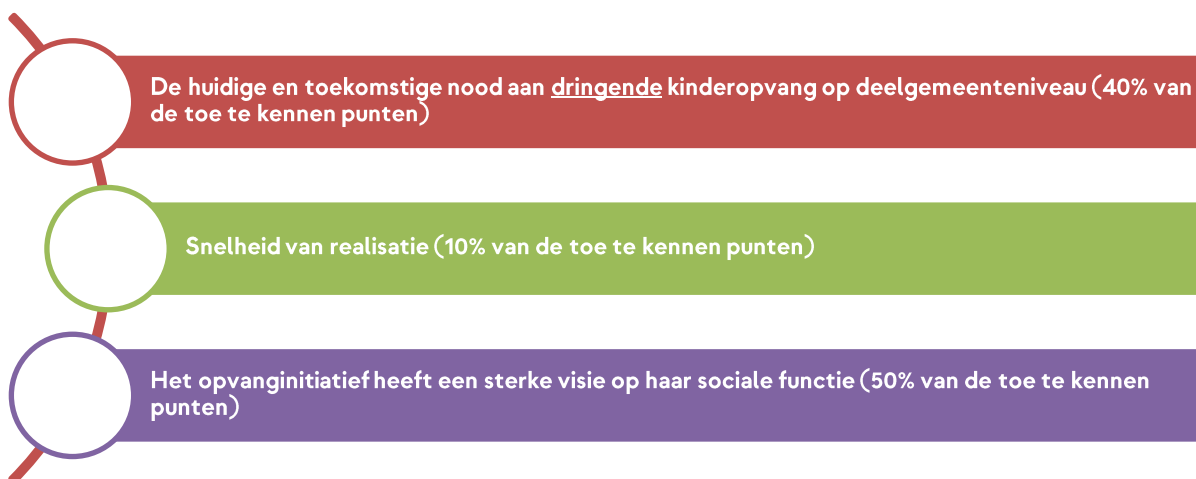 De huidige en toekomstige nood aan dringende kinderopvang op deelgemeenteniveau (40% van
de toe te kennen punten)
Snelheid van realisatie (10% van de toe te kennen punten)
Het opvanginitiatief heeft een sterke visie op haar sociale functie (50% van de toe te kennen
punten)